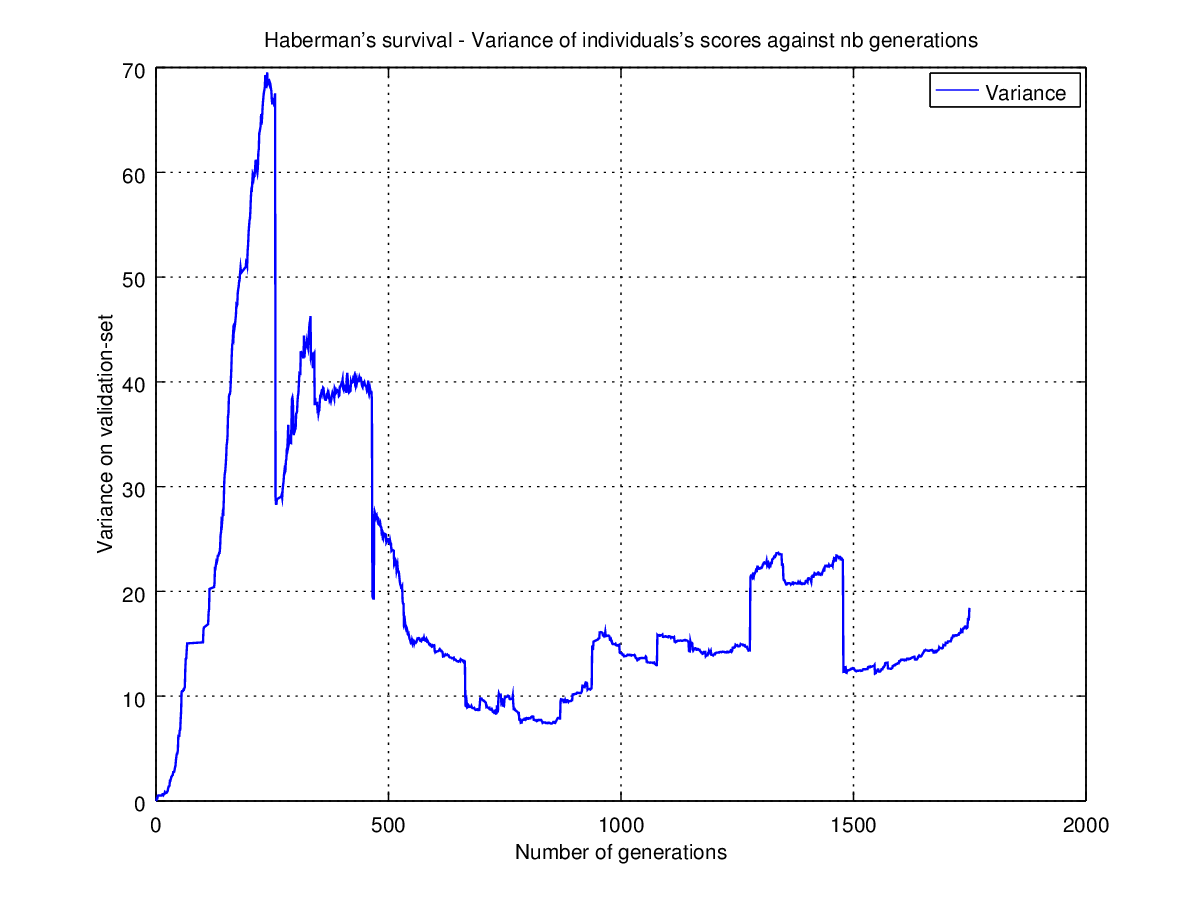 Haberman's survival - Variance of individuals's scores against nb generations
Variance
70
60
50
40
30
20
10
0
Variance on validation-set
0 500 1000 1500 2000
Number of generations